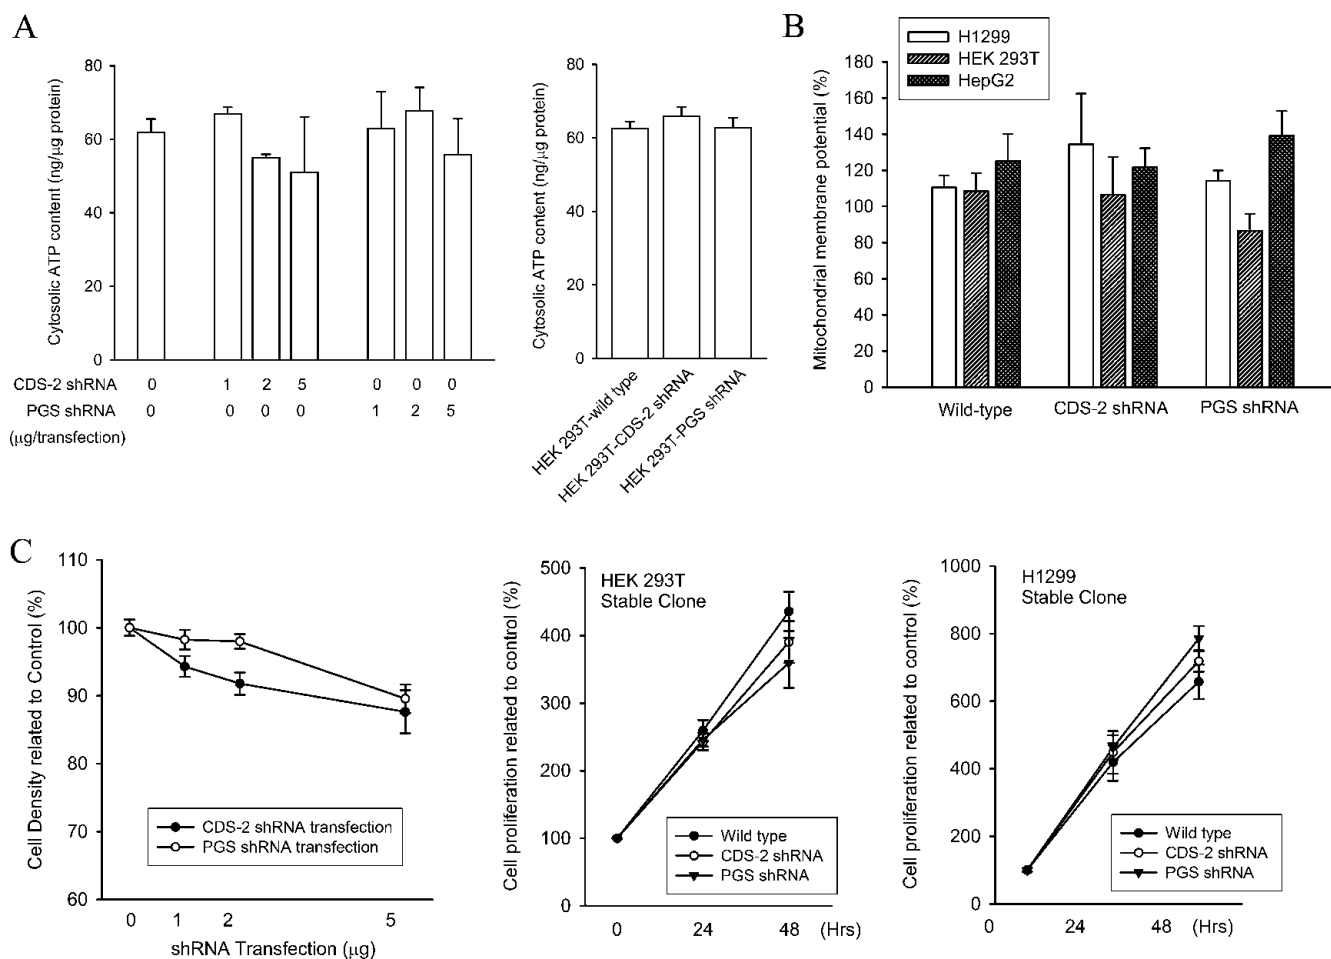 A
Cytosolic ATP content (ng/μg protein)
80
60
40
20
0
CDS-2 shRNA 0 1 2 5 0 0 0
PGS shRNA 0 0 0 0 1 2 5
(μg/transfection)
Cytosolic ATP content (ng/μg protein)
80
60
40
20
0
HEK 293T-wild type
HEK 293T-CDS-2 shRNA
HEK 293T-PGS shRNA
B
H1299
HEK 293T
HepG2
Mitochondrial membrane potential (%)
180
160
140
120
100
80
60
40
20
0
Wild-type CDS-2 shRNA PGS shRNA
C
Cell Density related to Control (%)
110
100
90
80
70
60
CDS-2 shRNA transfection
PGS shRNA transfection
0 1 2 5
shRNA Transfection (μg)
Cell proliferation related to control (%)
500
400
300
200
100
0
HEK 293T
Stable Clone
Wild type
CDS-2 shRNA
PGS shRNA
0 24 48 (Hrs)
Cell proliferation related to control (%)
1000
800
600
400
200
0
H1299
Stable Clone
Wild type
CDS-2 shRNA
PGS shRNA
0 24 48 (Hrs)